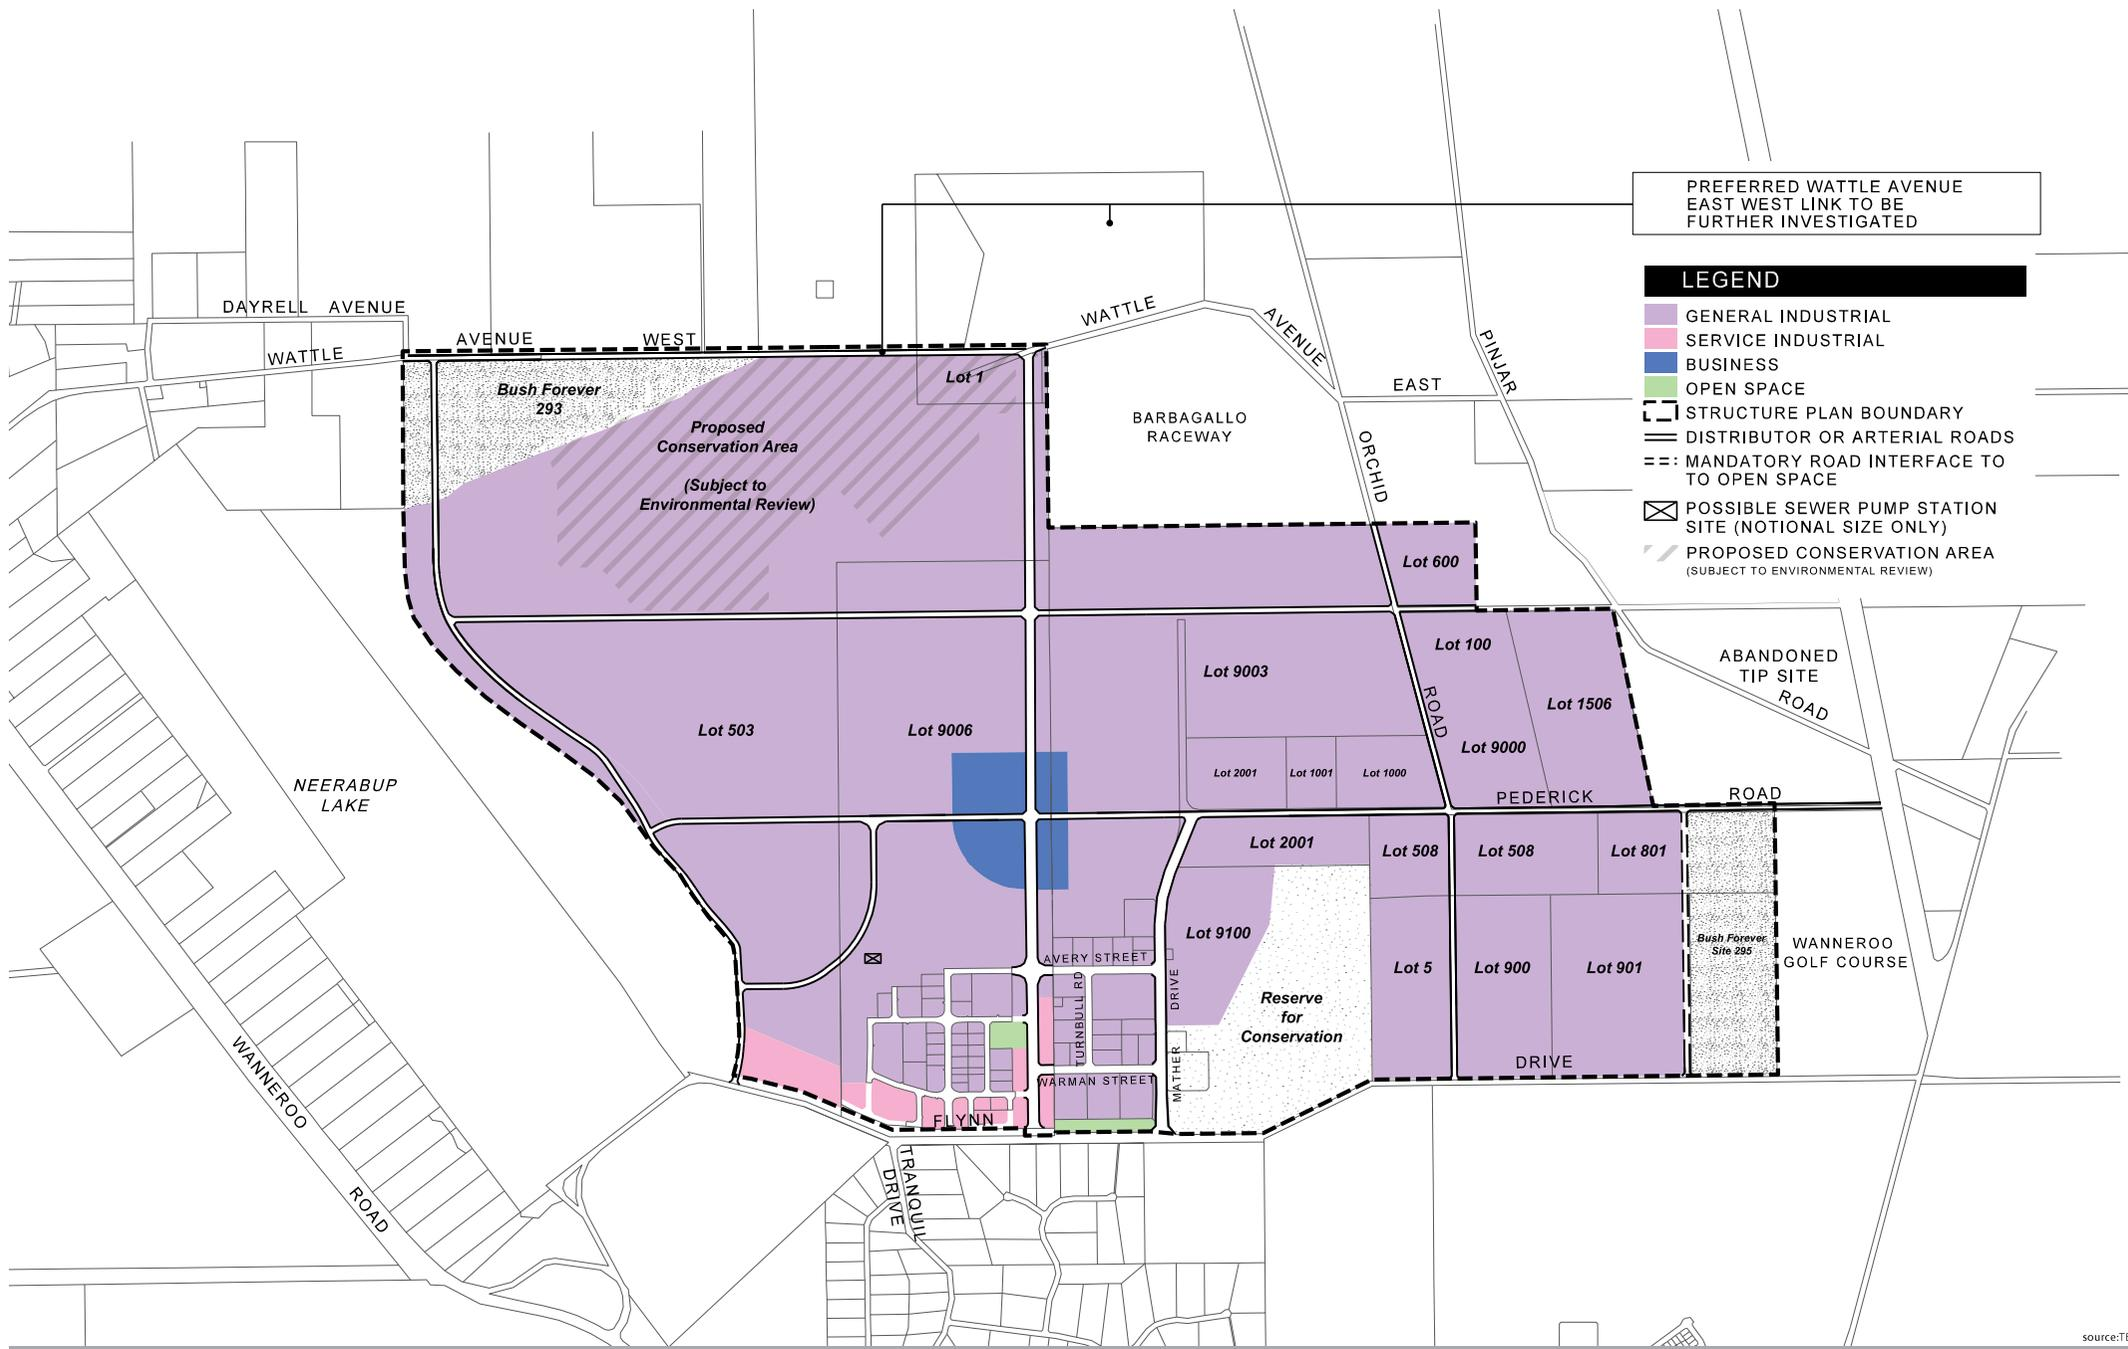 PREFERRED WATTLE AVENUE
EAST WEST LINK TO BE
FURTHER INVESTIGATED
LEGEND
GENERAL INDUSTRIAL
SERVICE INDUSTRIAL
BUSINESS
OPEN SPACE
STRUCTURE PLAN BOUNDARY
DISTRIBUTOR OR ARTERIAL ROADS
MANDATORY ROAD INTERFACE TO
TO OPEN SPACE
POSSIBLE SEWER PUMP STATION
SITE (NOTIONAL SIZE ONLY)
PROPOSED CONSERVATION AREA
(SUBJECT TO ENVIRONMENTAL REVIEW)
DAYRELL AVENUE
WATTLE
AVENUE
WEST
WATTLE
AVENUE
EAST
PINJAR
ORCHID
Bush Forever
293
Lot 1
Proposed
Conservation Area
(Subject to
Environmental Review)
BARBAGALLO
RACEWAY
Lot 600
Lot 100
ABANDONED
TIP SITE
ROAD
Lot 9003
ROAD
Lot 1506
Lot 503
Lot 9006
Lot 9000
Lot 2001
Lot 1001
Lot 1000
NEERABUP
LAKE
PEDERICK
ROAD
Lot 2001
Lot 508
Lot 508
Lot 801
Lot 9100
Bush Forever
Site 295
WANNEROO
GOLF COURSE
AVERY STREET
Lot 5
Lot 900
Lot 901
TURNBULL RD
DRIVE
Reserve
for
Conservation
MATHER
DRIVE
WARMAN STREET
FLYNN
WANNEROO
ROAD
TRANQUIL
DRIVE
source:TE